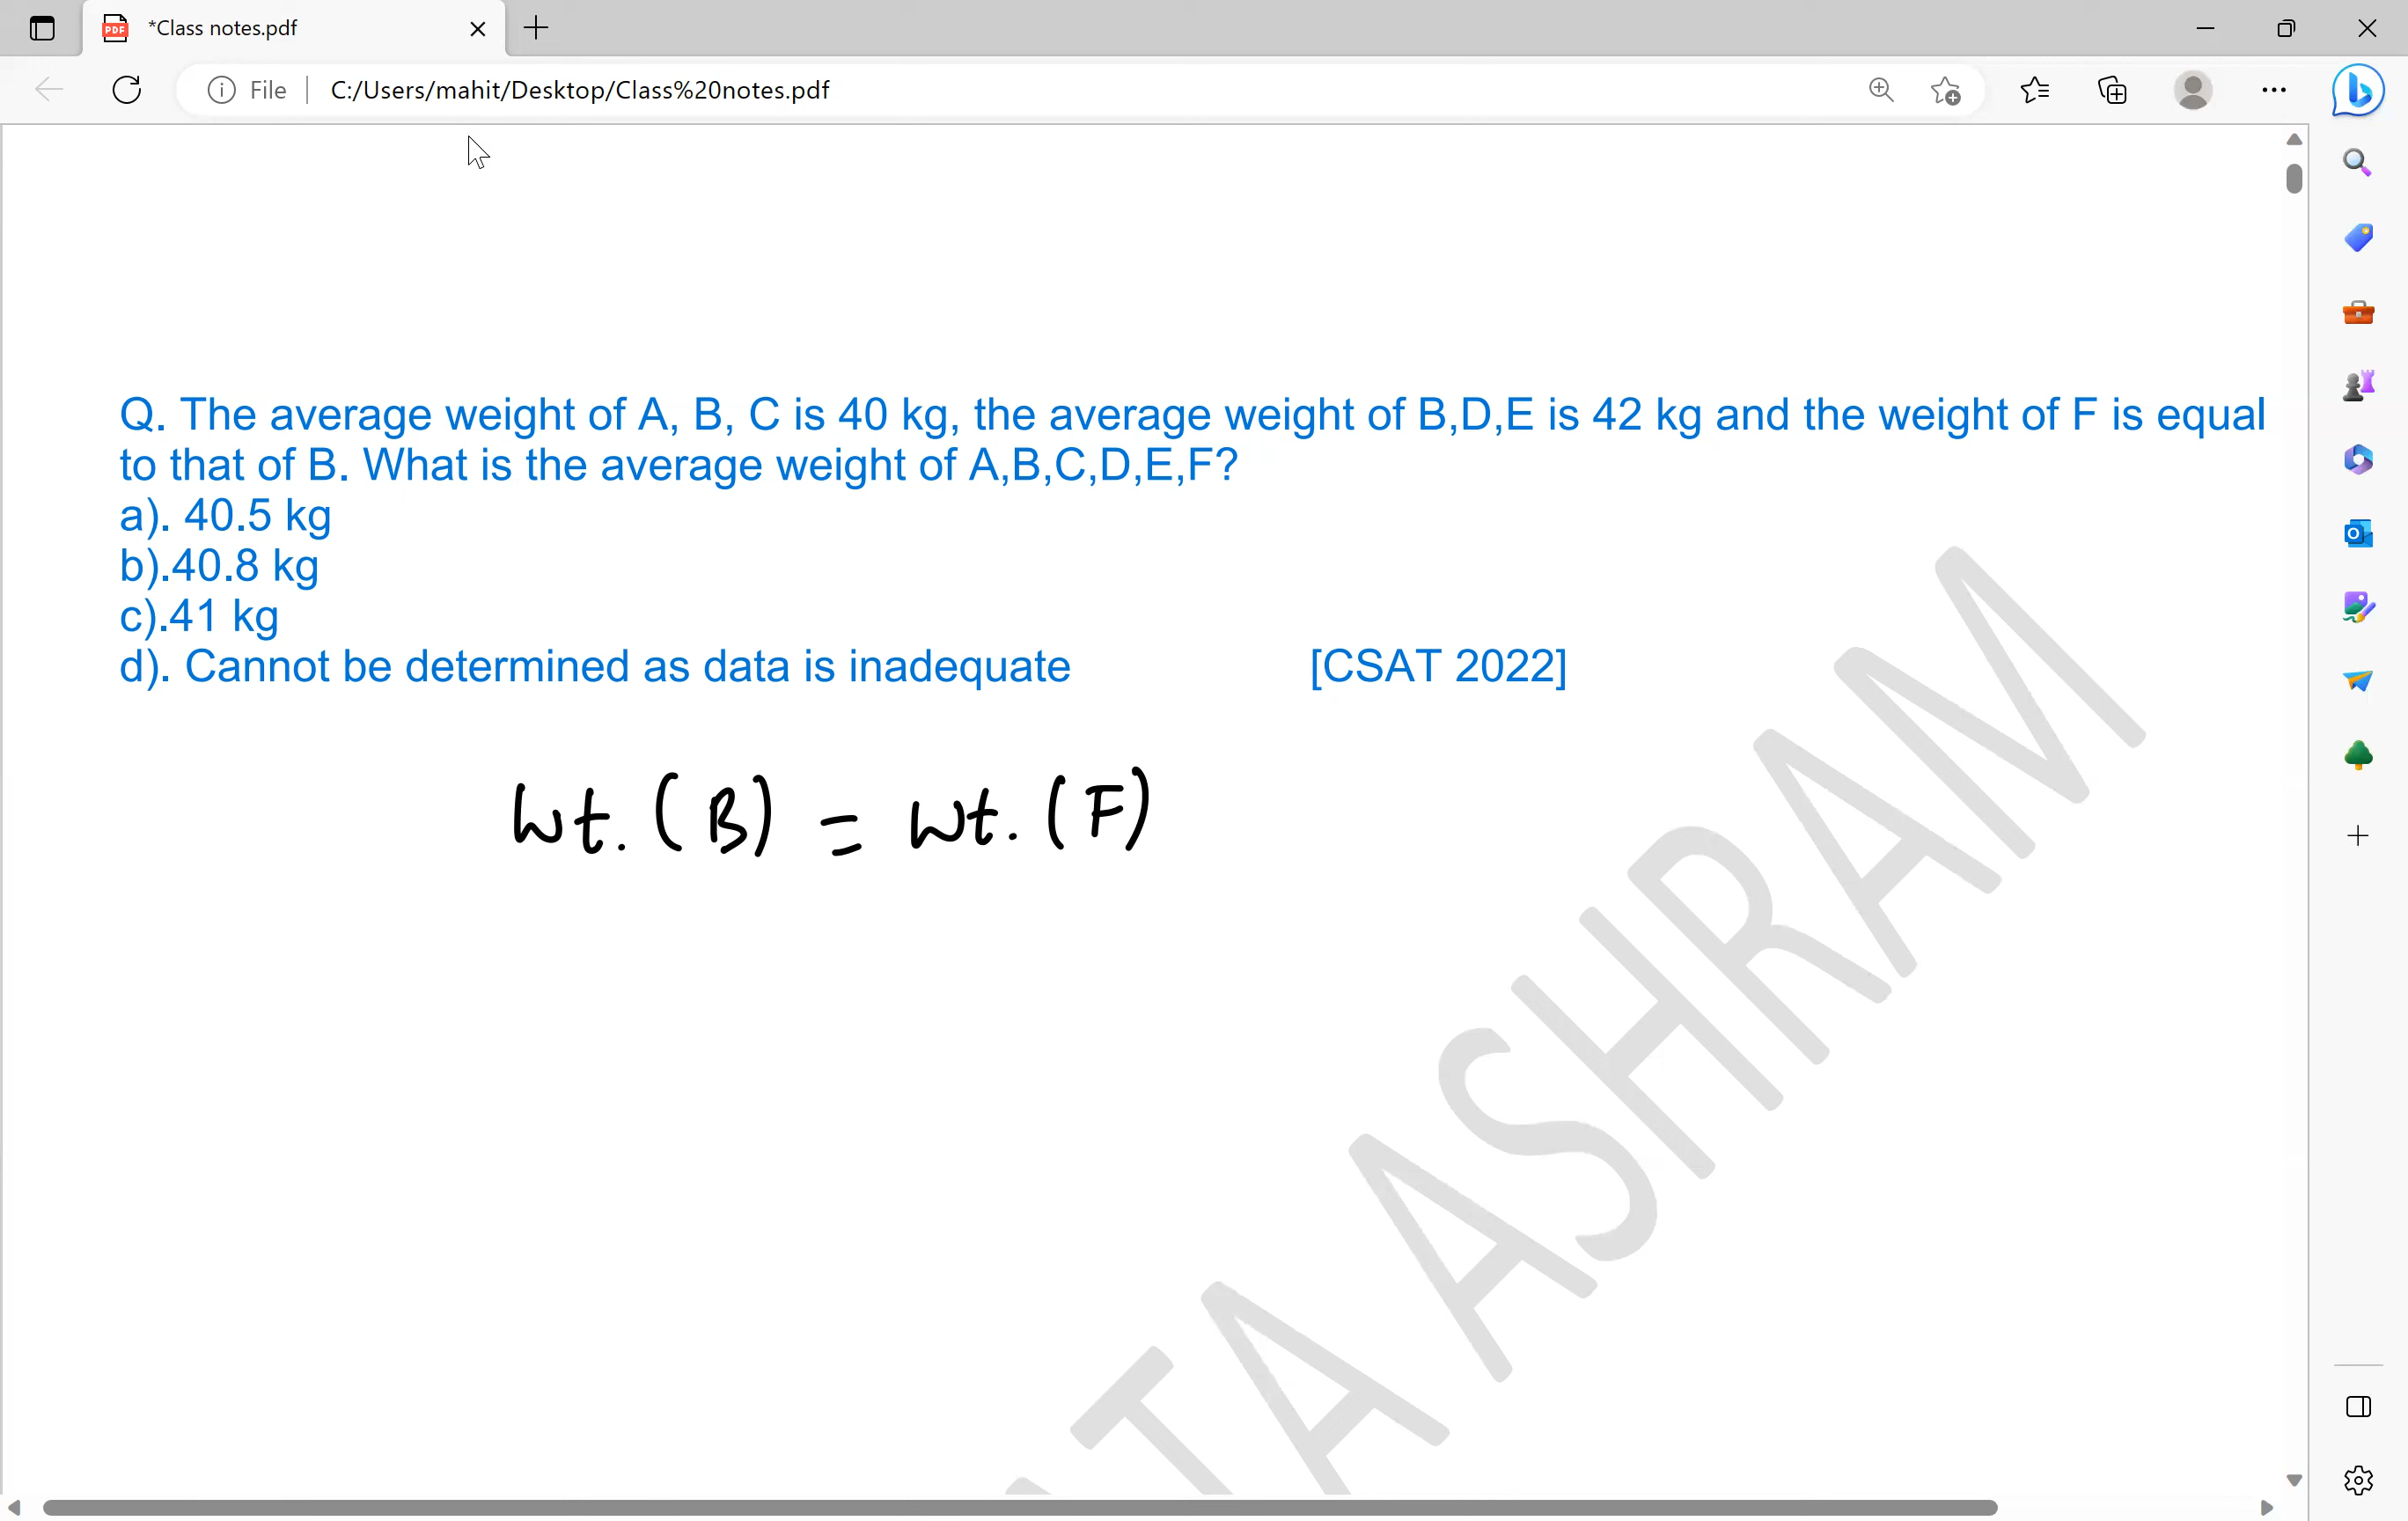 *Class notes.pdf
File C:/Users/mahit/Desktop/Class%20notes.pdf
Q. The average weight of A, B, C is 40 kg, the average weight of B,D,E is 42 kg and the weight of F is equal
to that of B. What is the average weight of A,B,C,D,E,F?
a). 40.5 kg
b).40.8 kg
c).41 kg
d). Cannot be determined as data is inadequate [CSAT 2022]
Wt. (B) = Wt. (F)
TA ASHRAM